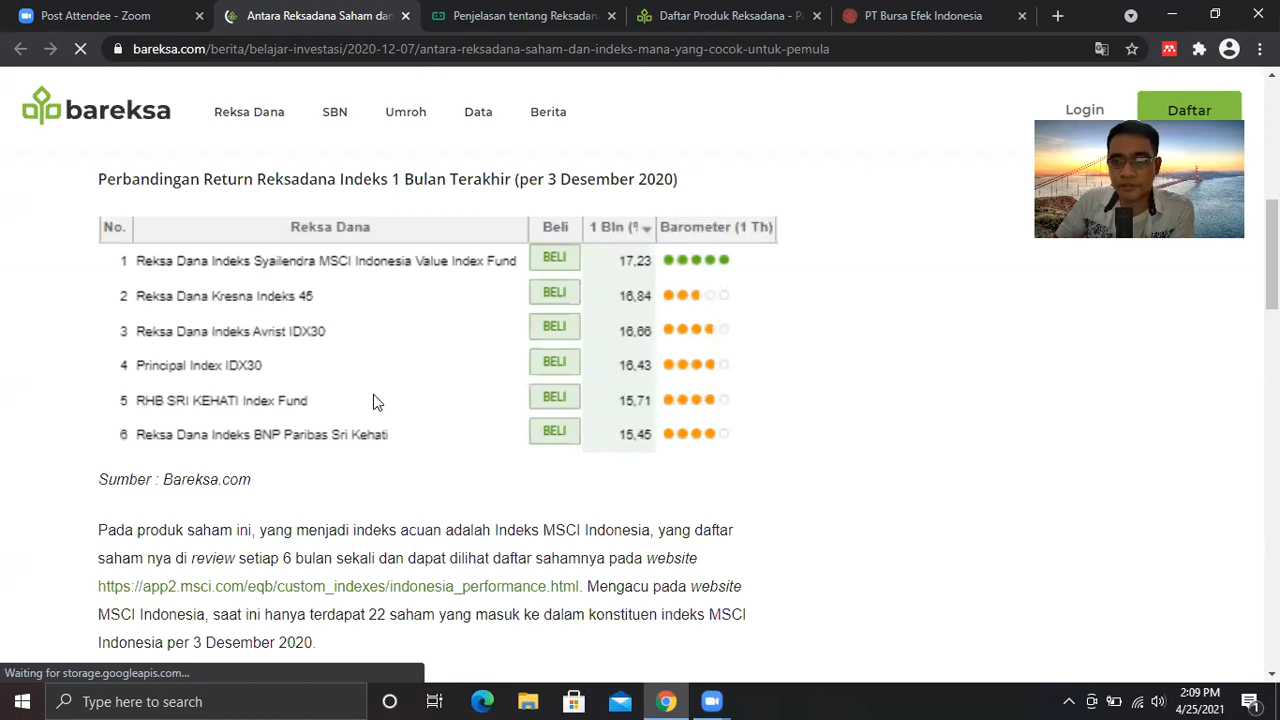 Post Attendee - Zoom
Antara Reksadana Saham dan
Penjelasan tentang Reksadan
Daftar Produk Reksadana - Pa
PT Bursa Efek Indonesia
bareksa.com/berita/belajar-investasi/2020-12-07/antara-reksadana-saham-dan-indeks-mana-yang-cocok-untuk-pemula
bareksa Reksa Dana SBN Umroh Data Berita Login Daftar
Perbandingan Return Reksadana Indeks 1 Bulan Terakhir (per 3 Desember 2020)
No. Reksa Dana Beli 1 Bln (% Barometer (1 Th)
1 Reksa Dana Indeks Syailendra MSCI Indonesia Value Index Fund BELI 17,23
2 Reksa Dana Kresna Indeks 45 BELI 16,84
3 Reksa Dana Indeks Avrist IDX30 BELI 16,66
4 Principal Index IDX30 BELI 16,43
5 RHB SRI KEHATI Index Fund BELI 15,71
6 Reksa Dana Indeks BNP Paribas Sri Kehati BELI 15,45
Sumber : Bareksa.com
Pada produk saham ini, yang menjadi indeks acuan adalah Indeks MSCI Indonesia, yang daftar
saham nya di review setiap 6 bulan sekali dan dapat dilihat daftar sahamnya pada website
https://app2.msci.com/eqb/custom_indexes/indonesia_performance.html. Mengacu pada website
MSCI Indonesia, saat ini hanya terdapat 22 saham yang masuk ke dalam konstituen indeks MSCI
Indonesia per 3 Desember 2020.
Waiting for storage.googleapis.com...
Type here to search
2:09 PM
4/25/2021
1